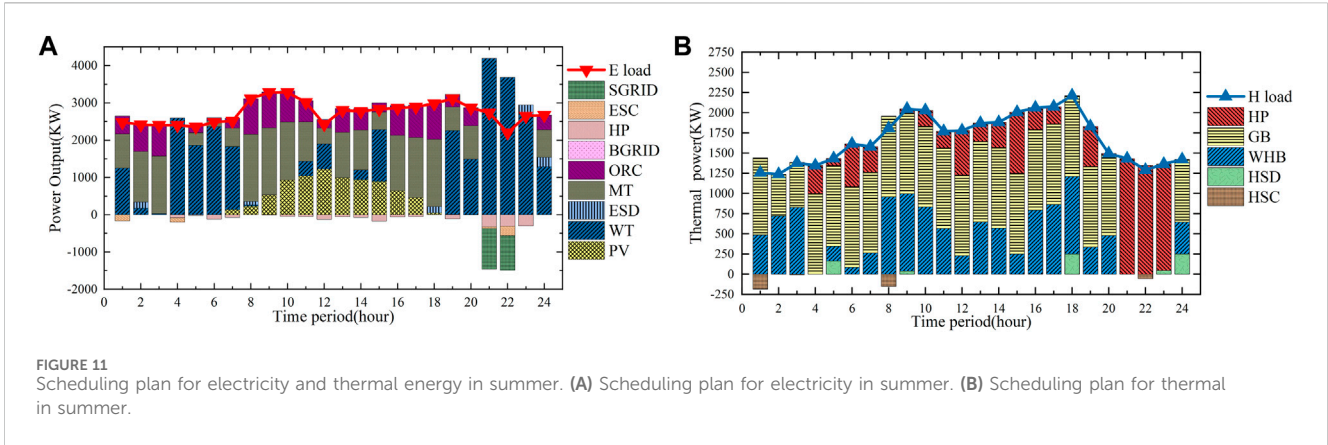 A
4000
3000
2000
1000
0
-1000
-2000
Power Output(KW)
0 2 4 6 8 10 12 14 16 18 20 22 24
Time period(hour)
E load
SGRID
ESC
HP
BGRID
ORC
MT
ESD
WT
PV
B
2750
2500
2250
2000
1750
1500
1250
1000
750
500
250
0
-250
Thermal power(KW)
0 2 4 6 8 10 12 14 16 18 20 22 24
Time period(hour)
H load
HP
GB
WHB
HSD
HSC
FIGURE 11
Scheduling plan for electricity and thermal energy in summer. (A) Scheduling plan for electricity in summer. (B) Scheduling plan for thermal
in summer.